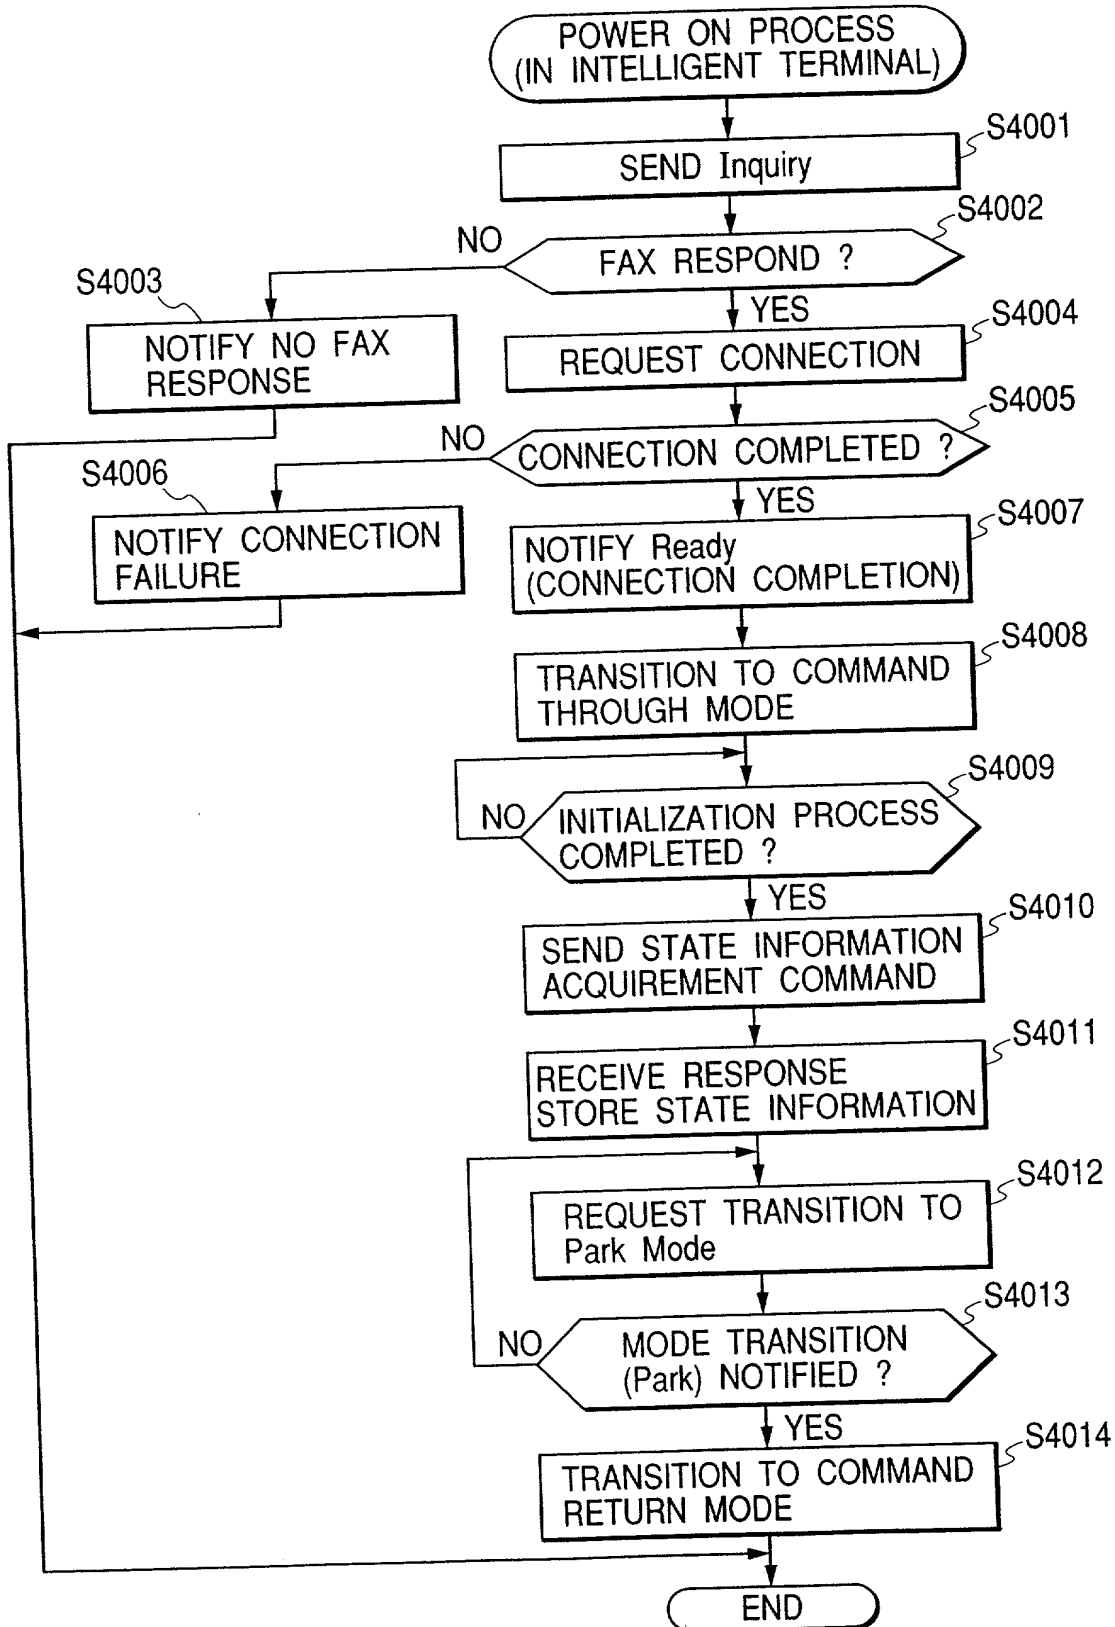 POWER ON PROCESS
(IN INTELLIGENT TERMINAL)
S4001
SEND Inquiry
S4002
NO
FAX RESPOND ?
S4003
YES
S4004
NOTIFY NO FAX
RESPONSE
REQUEST CONNECTION
S4005
NO
CONNECTION COMPLETED ?
S4006
YES
S4007
NOTIFY CONNECTION
FAILURE
NOTIFY Ready
(CONNECTION COMPLETION)
S4008
TRANSITION TO COMMAND
THROUGH MODE
S4009
NO
INITIALIZATION PROCESS
COMPLETED ?
YES
S4010
SEND STATE INFORMATION
ACQUIREMENT COMMAND
S4011
RECEIVE RESPONSE
STORE STATE INFORMATION
S4012
REQUEST TRANSITION TO
Park Mode
S4013
NO
MODE TRANSITION
(Park) NOTIFIED ?
YES
S4014
TRANSITION TO COMMAND
RETURN MODE
END